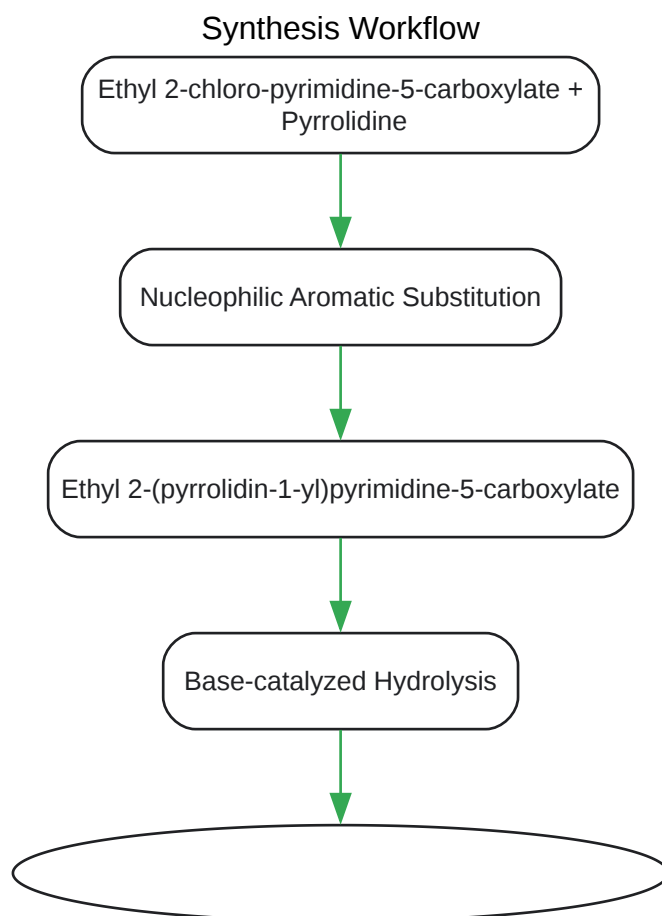 Synthesis Workflow
Ethyl 2-chloro-pyrimidine-5-carboxylate +
Pyrrolidine
Nucleophilic Aromatic Substitution
Ethyl 2-(pyrrolidin-1-yl)pyrimidine-5-carboxylate
Base-catalyzed Hydrolysis